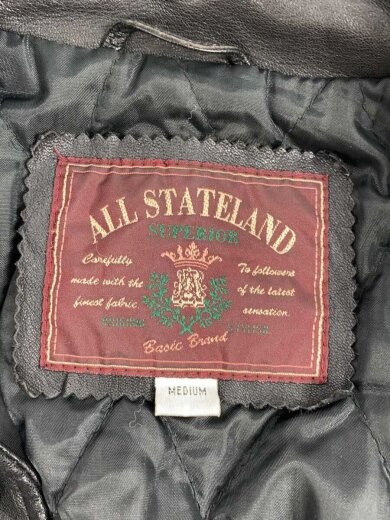 ALL STATELAND
SUPERIOR
Carefully
made with the
finest fabric.
To followers
of the latest
sensation.
Basic Brand
MEDIUM